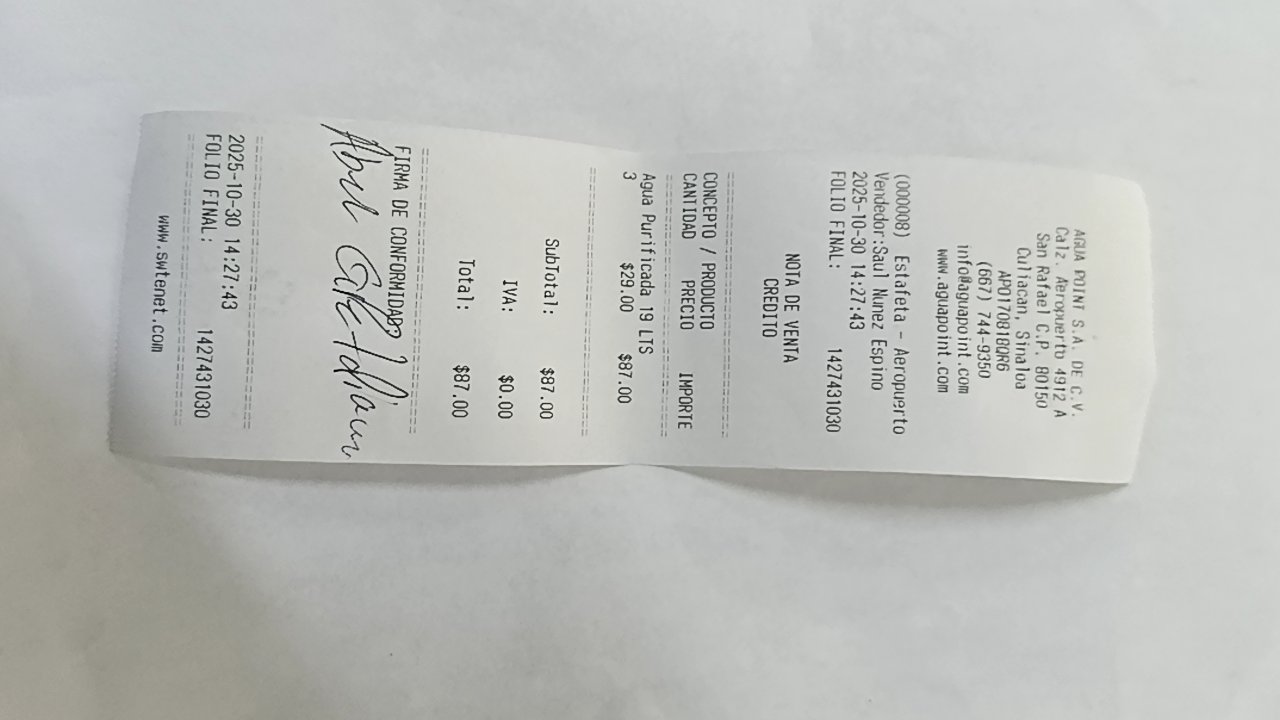 AGUA POINT S.A. DE C.V.
Calz. Aeropuerto 4912 A
San Rafael C.P. 80150
Culiacan, Sinaloa
APO170818QR6
(667) 744-9350
info@aguapoint.com
www.aguapoint.com
(000008) Estafeta - Aeropuerto
Vendedor:Saul Nunez Espino
2025-10-30 14:27:43
FOLIO FINAL: 1427431030
NOTA DE VENTA
CREDITO
CONCEPTO / PRODUCTO
CANTIDAD PRECIO IMPORTE
Agua Purificada 19 LTS
3 $29.00 $87.00
SubTotal: $87.00
IVA: $0.00
Total: $87.00
FIRMA DE CONFORMIDAD?
Abril
2025-10-30 14:27:43
FOLIO FINAL: 1427431030
www.swtenet.com